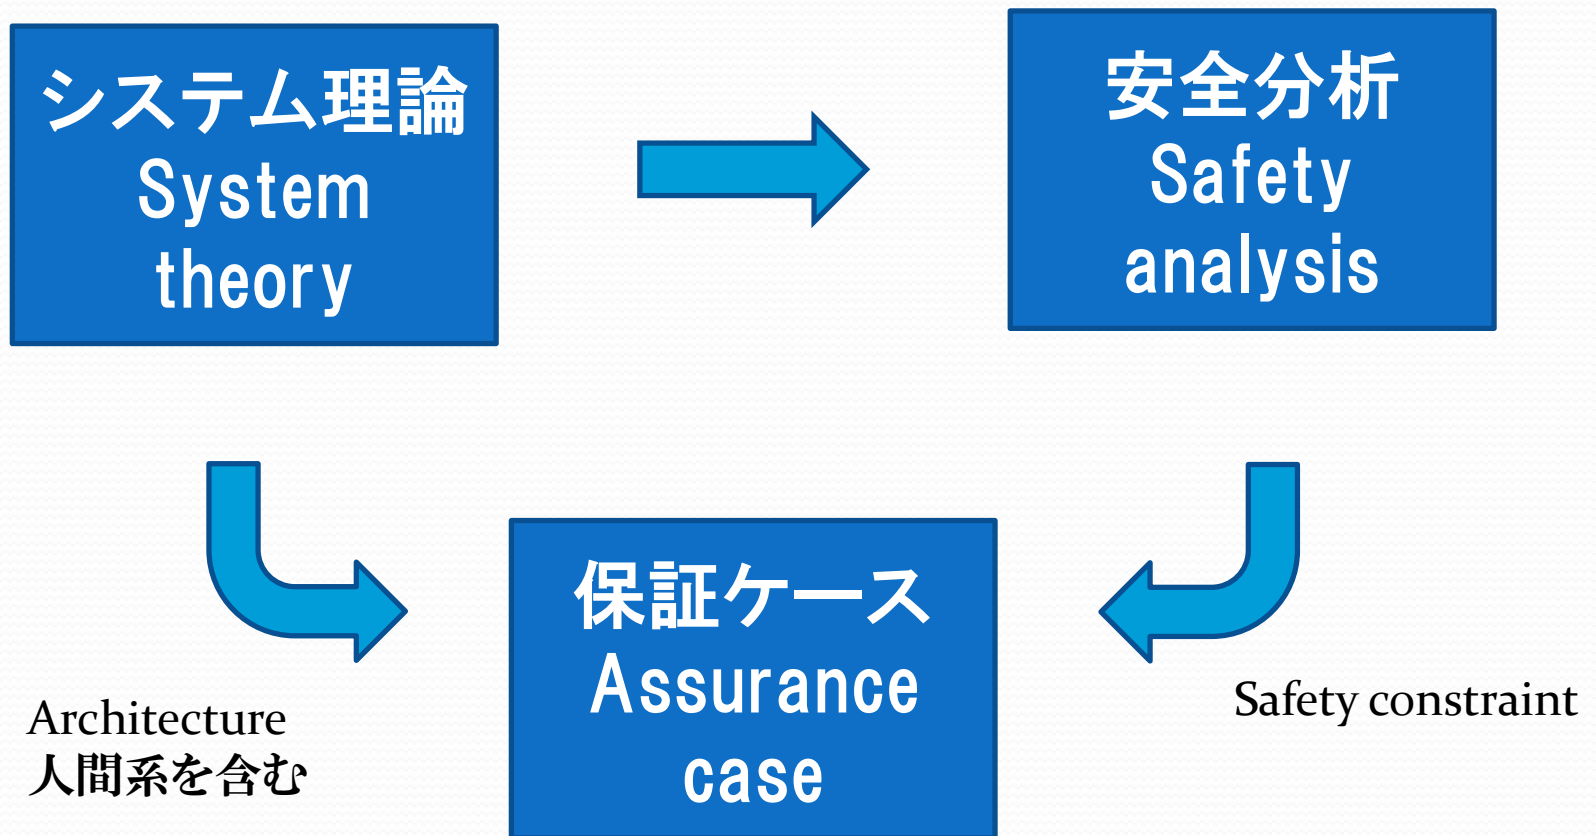 システム理論
System
theory
安全分析
Safety
analysis
保証ケース
Assurance
case
Architecture
人間系を含む
Safety constraint